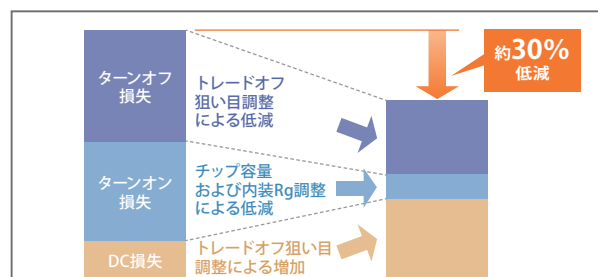 ターンオフ
損失
トレードオフ
狙い目調整
による低減
約30%
低減
ターンオン
損失
チップ容量
および内装Rg調整
による低減
DC損失
トレードオフ狙い目
調整による増加